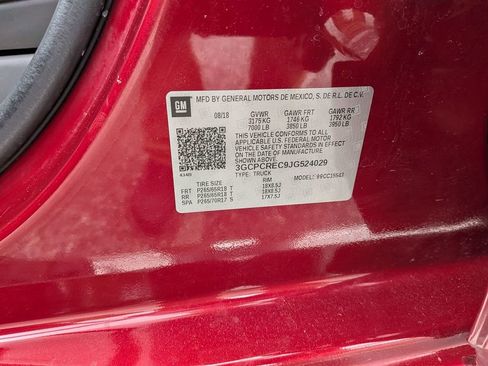 GM
MFD BY GENERAL MOTORS DE MEXICO, S. DE R.L. DE C.V.
08/18 GVWR GAWR FRT GAWR RR
3175 KG 1746 KG 1792 KG
7000 LB 3850 LB 3950 LB
THIS VEHICLE CONFORMS TO ALL
APPLICABLE U.S. FEDERAL MOTOR
VEHICLE SAFETY STANDARDS IN EFFECT
ON THE DATE OF MANUFACTURE
SHOWN ABOVE.
3GCPCREC9JG524029
TYPE: TRUCK MODEL:
TIRE RIM
FRT P265/65R18 T 18X8.5J
RR P265/65R18 T 18X8.5J
SPA P265/70R17 S 17X7.5J